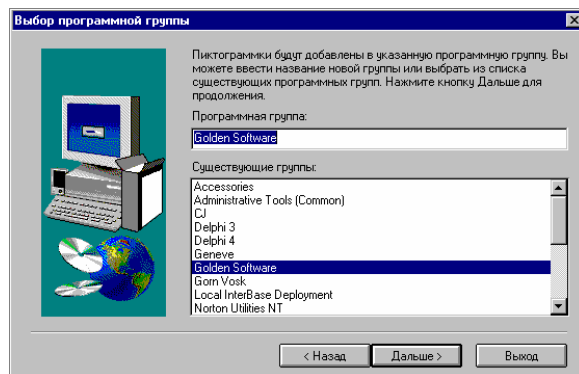 Выбор программной группы
Пиктограммки будут добавлены в указанную программную группу. Вы
можете ввести название новой группы или выбрать из списка
существующих программных групп. Нажмите кнопку Дальше для
продолжения.
Программная группа:
Golden Software
Существующие группы:
Accessories
Administrative Tools (Common)
CJ
Delphi 3
Delphi 4
Geneve
Golden Software
Gorn Vosk
Local InterBase Deployment
Norton Utilities NT
< Назад
Дальше >
Выход